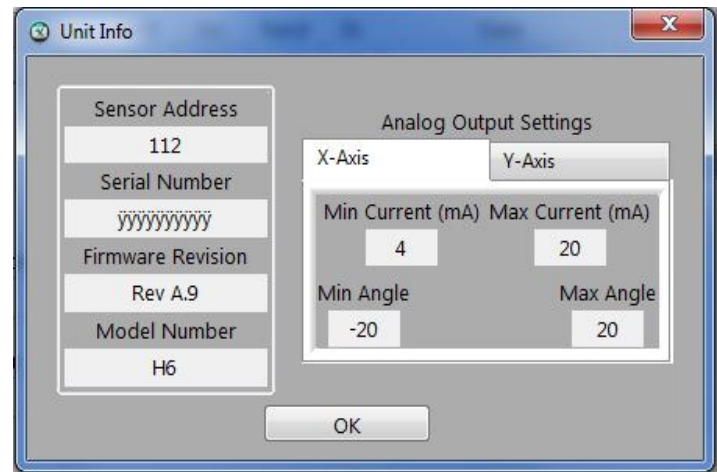 Unit Info
Sensor Address
112
Serial Number
ÿÿÿÿÿÿÿÿÿÿ
Firmware Revision
Rev A.9
Model Number
H6
Analog Output Settings
X-Axis Y-Axis
Min Current (mA) Max Current (mA)
4 20
Min Angle Max Angle
-20 20
OK